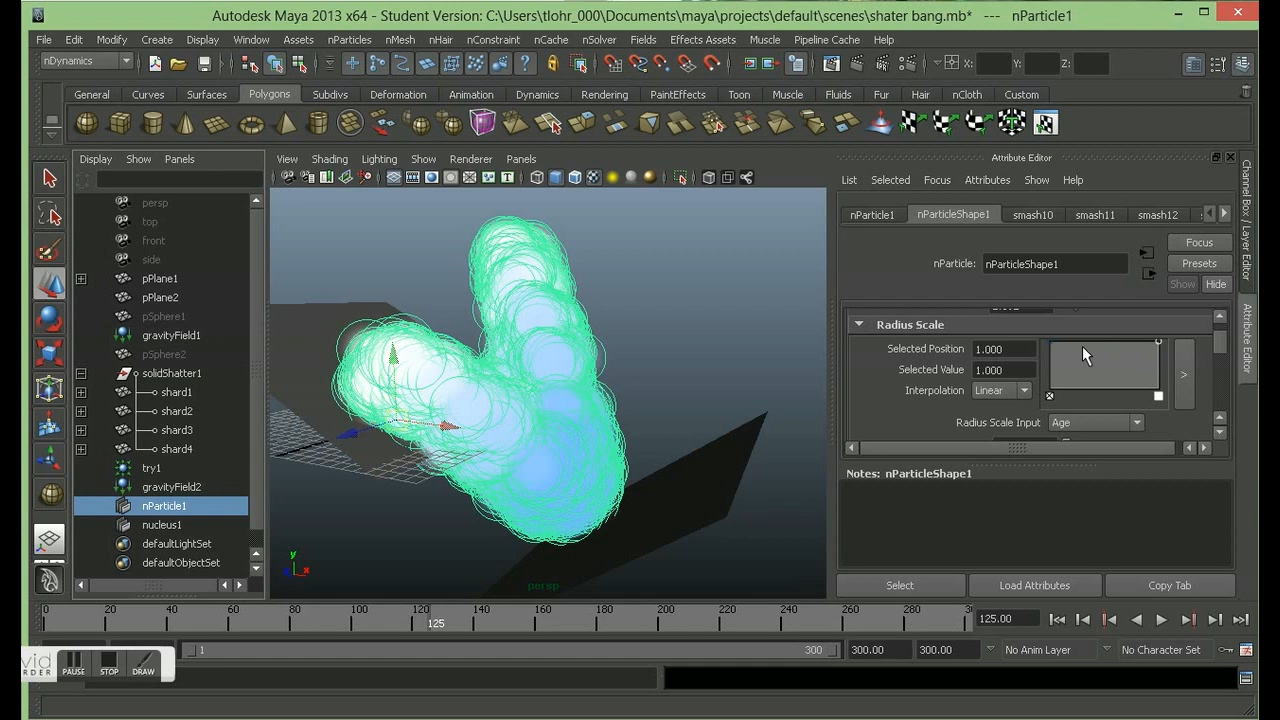 Autodesk Maya 2013 x64 - Student Version: C:\Users\tlohr_000\Documents\maya\projects\default\scenes\shater bang.mb* --- nParticle1
File Edit Modify Create Display Window Assets nParticles nMesh nHair nConstraint nCache nSolver Fields Effects Assets Muscle Pipeline Cache Help
nDynamics X: Y: Z:
General Curves Surfaces Polygons Subdivs Deformation Animation Dynamics Rendering PaintEffects Toon Muscle Fluids Fur Hair nCloth Custom
Display Show Panels
View Shading Lighting Show Renderer Panels
Attribute Editor
List Selected Focus Attributes Show Help
persp
top
front
side
pPlane1
pPlane2
pSphere1
gravityField1
pSphere2
solidShatter1
shard1
shard2
shard3
shard4
try1
gravityField2
nParticle1
nucleus1
defaultLightSet
defaultObjectSet
y
x
persp
nParticle1 nParticleShape1 smash10 smash11 smash12
Focus
nParticle: nParticleShape1 Presets
Show Hide
Radius Scale
Selected Position 1.000
Selected Value 1.000 >
Interpolation Linear
Radius Scale Input Age
Notes: nParticleShape1
Select Load Attributes Copy Tab
Channel Box / Layer Editor
Attribute Editor
0 20 40 60 80 100 120 140 160 180 200 220 240 260 280
125 125.00
1 300 300.00 300.00 No Anim Layer No Character Set
PAUSE STOP DRAW